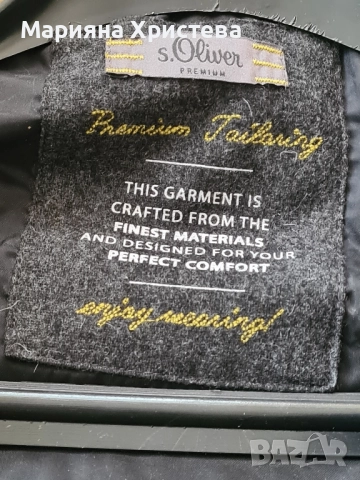 Марияна Христева
s.Oliver
PREMIUM
Premium Tailoring
THIS GARMENT IS
CRAFTED FROM THE
FINEST MATERIALS
AND DESIGNED FOR YOUR
PERFECT COMFORT
enjoy wearing!
BAZAR